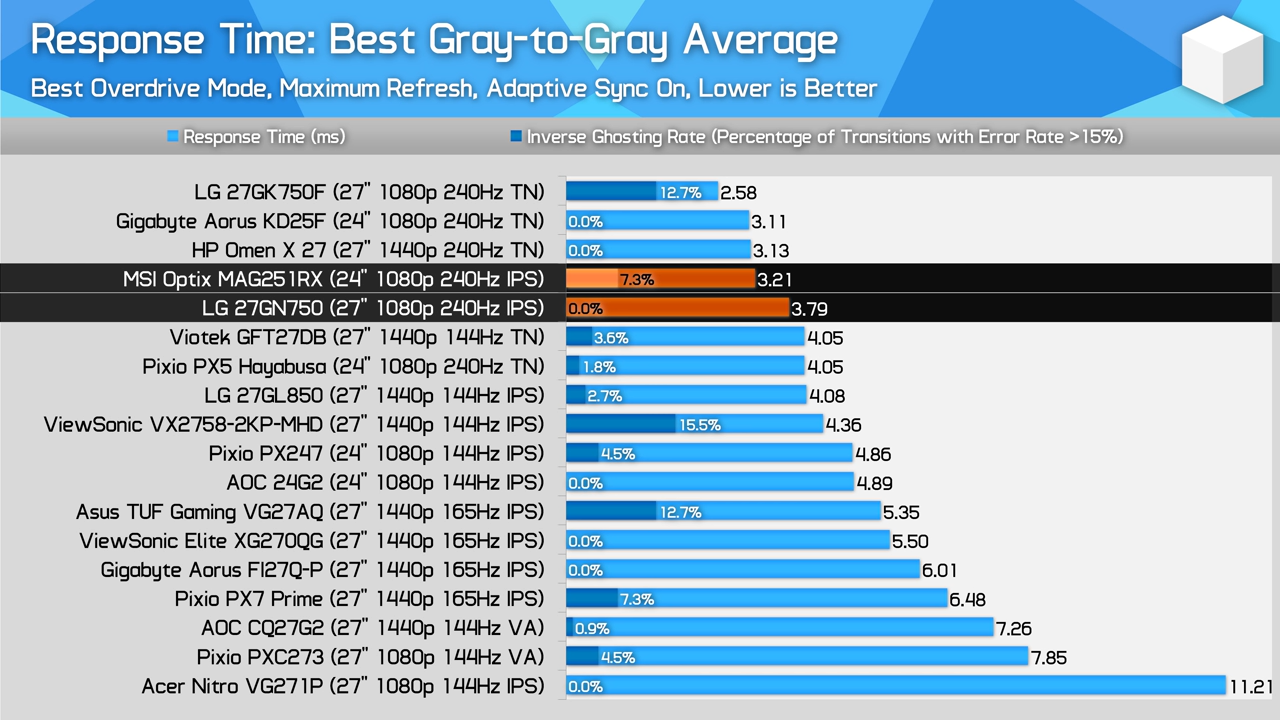 Response Time: Best Gray-to-Gray Average
Best Overdrive Mode, Maximum Refresh, Adaptive Sync On, Lower is Better
Response Time (ms) Inverse Ghosting Rate (Percentage of Transitions with Error Rate >15%)
LG 27GK750F (27" 1080p 240Hz TN) 12.7% 2.58
Gigabyte Aorus KD25F (24" 1080p 240Hz TN) 0.0% 3.11
HP Omen X 27 (27" 1440p 240Hz TN) 0.0% 3.13
MSI Optix MAG251RX (24" 1080p 240Hz IPS) 7.3% 3.21
LG 27GN750 (27" 1080p 240Hz IPS) 0.0% 3.79
Viotek GFT27DB (27" 1440p 144Hz TN) 3.6% 4.05
Pixio PX5 Hayabusa (24" 1080p 240Hz TN) 1.8% 4.05
LG 27GL850 (27" 1440p 144Hz IPS) 2.7% 4.08
ViewSonic VX2758-2KP-MHD (27" 1440p 144Hz IPS) 15.5% 4.36
Pixio PX247 (24" 1080p 144Hz IPS) 4.5% 4.86
AOC 24G2 (24" 1080p 144Hz IPS) 0.0% 4.89
Asus TUF Gaming VG27AQ (27" 1440p 165Hz IPS) 12.7% 5.35
ViewSonic Elite XG270QG (27" 1440p 165Hz IPS) 0.0% 5.50
Gigabyte Aorus FI27Q-P (27" 1440p 165Hz IPS) 0.0% 6.01
Pixio PX7 Prime (27" 1440p 165Hz IPS) 7.3% 6.48
AOC CQ27G2 (27" 1440p 144Hz VA) 0.9% 7.26
Pixio PXC273 (27" 1080p 144Hz VA) 4.5% 7.85
Acer Nitro VG271P (27" 1080p 144Hz IPS) 0.0% 11.21